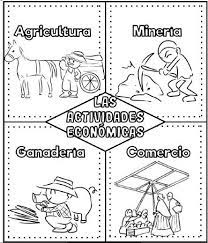 Agricultura
Minería
LAS
ACTIVIDADES
ECONÓMICAS
Ganadería
Comercio